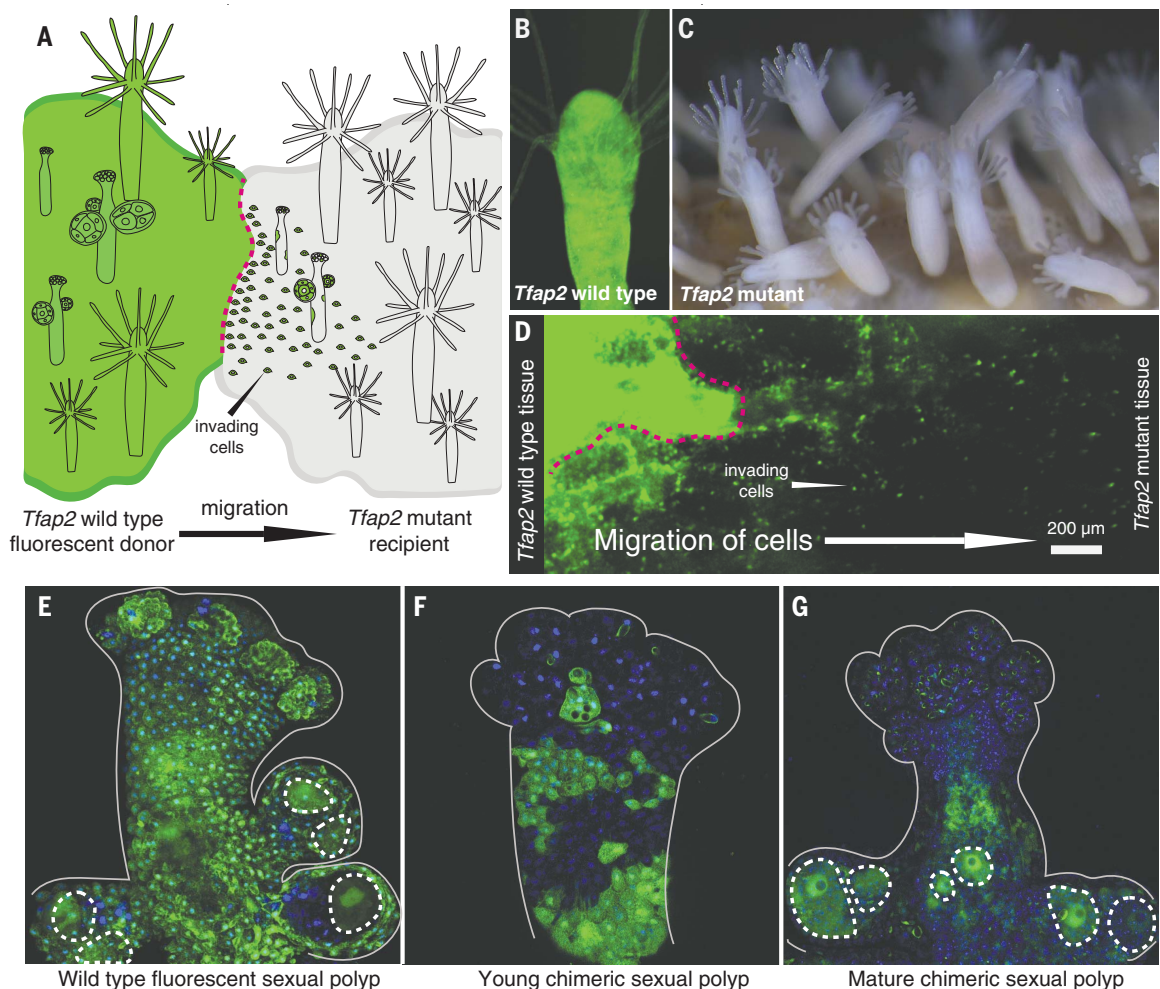 A
invading
cells
migration
Tfap2 wild type
fluorescent donor
Tfap2 mutant
recipient
B
Tfap2 wild type
C
Tfap2 mutant
D
Tfap2 wild type tissue
invading
cells
Migration of cells
200 µm
Tfap2 mutant tissue
E
Wild type fluorescent sexual polyp
F
Young chimeric sexual polyp
G
Mature chimeric sexual polyp